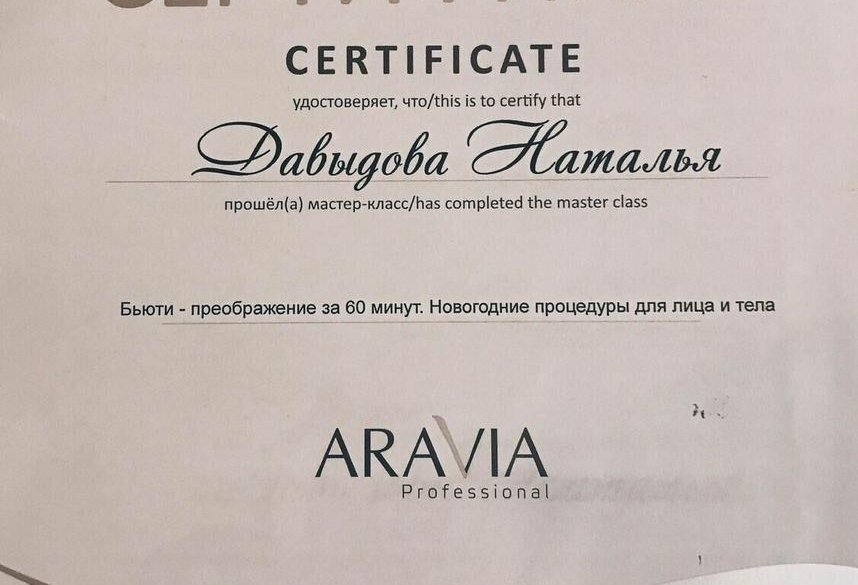 CERTIFICATE
удостоверяет, что/this is to certify that
Давыдова Наталья
прошёл(а) мастер-класс/has completed the master class
Бьюти - преображение за 60 минут. Новогодние процедуры для лица и тела
ARAVIA
Professional